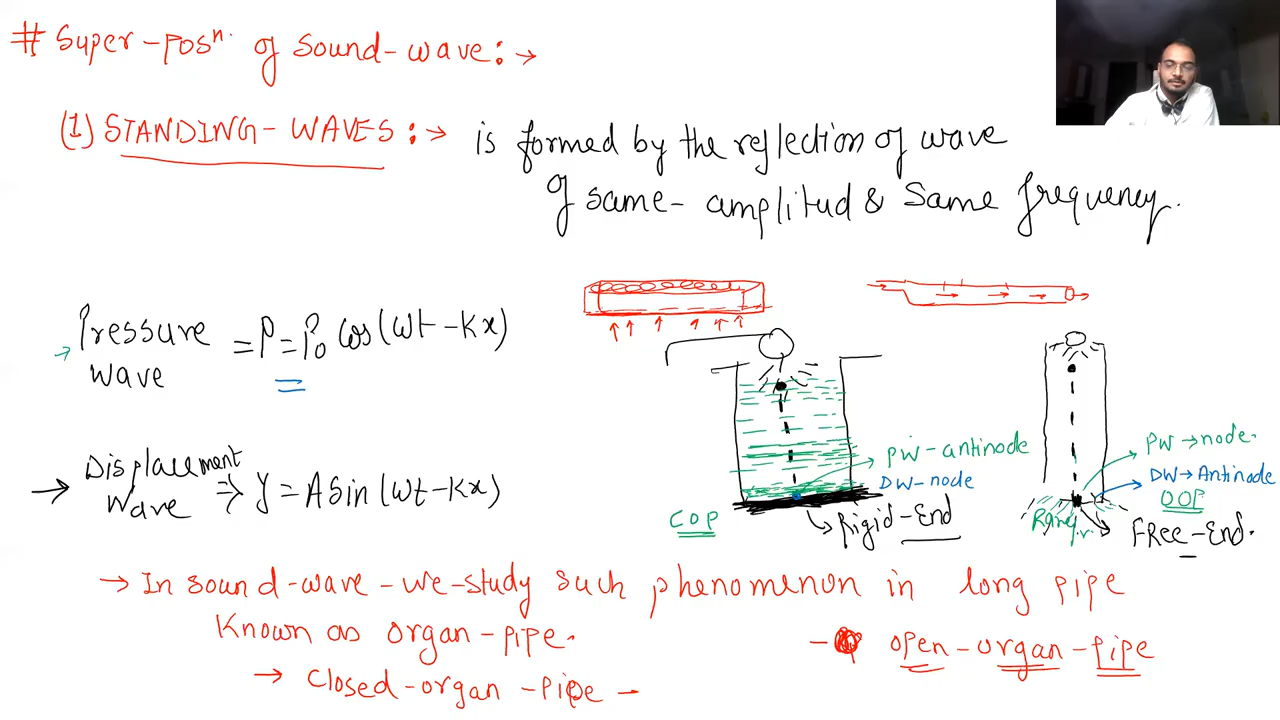 # Super-posⁿ. of sound-wave:→
(1) STANDING-WAVES:→ is formed by the reflection of wave
of same-amplitud & Same frequency.
→ Pressure wave = P = P₀ cos(ωt-Kx)
→ Displacement wave ⇒ y = A Sin(ωt-Kx)
PW-antinode
DW-node
COP
Rigid-End
PW→node.
DW→Antinode
OOP
FRee-End.
→ In sound-wave-we-study such phenomenon in long pipe
Known as organ-pipe.
→ closed-organ-pipe -
- open-organ-pipe